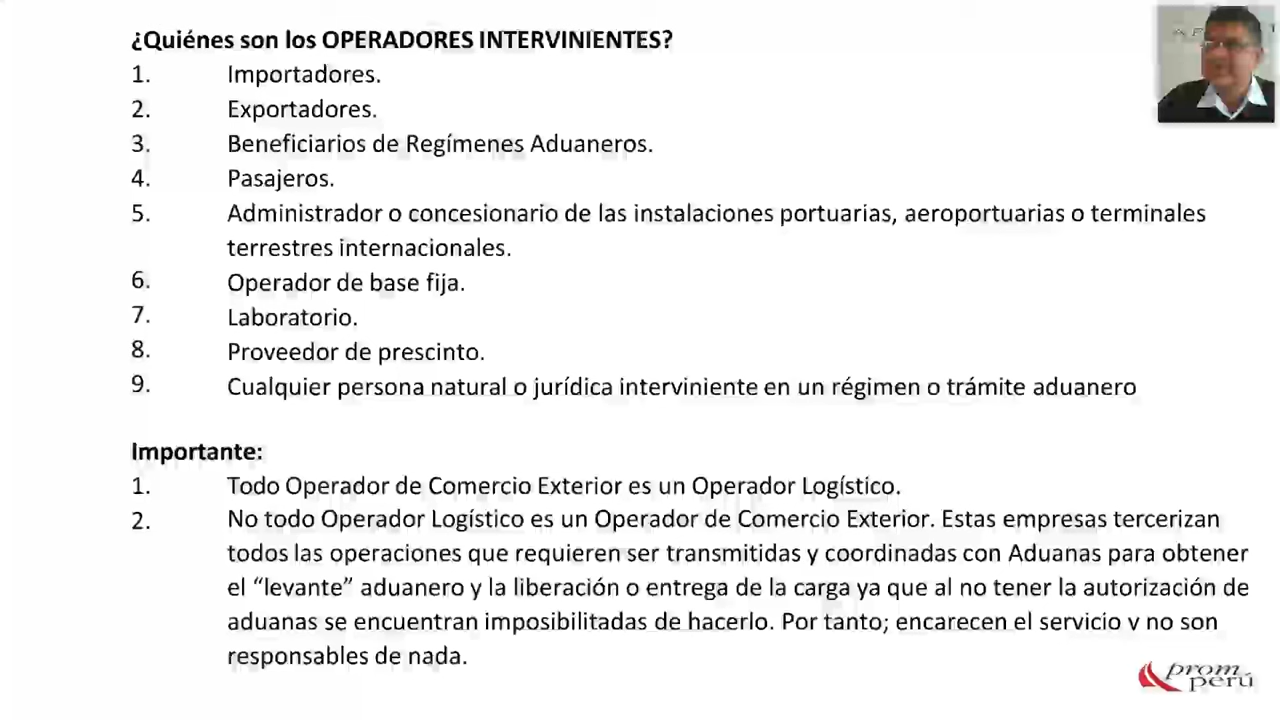 ¿Quiénes son los OPERADORES INTERVINIENTES?
1. Importadores.
2. Exportadores.
3. Beneficiarios de Regímenes Aduaneros.
4. Pasajeros.
5. Administrador o concesionario de las instalaciones portuarias, aeroportuarias o terminales
terrestres internacionales.
6. Operador de base fija.
7. Laboratorio.
8. Proveedor de prescinto.
9. Cualquier persona natural o jurídica interviniente en un régimen o trámite aduanero
Importante:
1. Todo Operador de Comercio Exterior es un Operador Logístico.
2. No todo Operador Logístico es un Operador de Comercio Exterior. Estas empresas tercerizan
todos las operaciones que requieren ser transmitidas y coordinadas con Aduanas para obtener
el “levante” aduanero y la liberación o entrega de la carga ya que al no tener la autorización de
aduanas se encuentran imposibilitadas de hacerlo. Por tanto; encarecen el servicio y no son
responsables de nada.
prom
perú